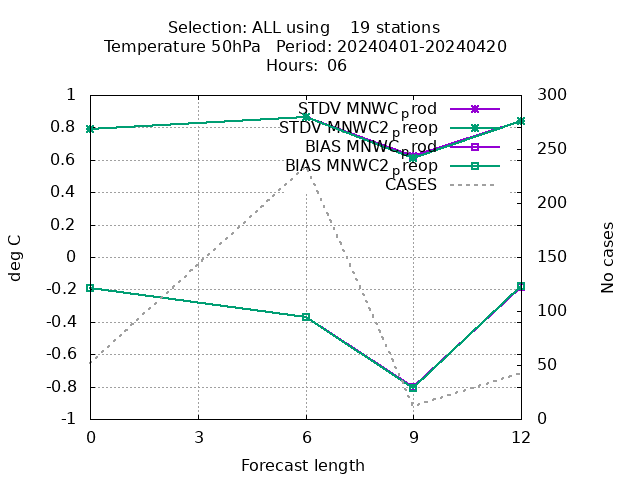 Selection: ALL using 19 stations
Temperature 50hPa Period: 20240401-20240420
Hours: 06
1
0.8
0.6
0.4
0.2
0
-0.2
-0.4
-0.6
-0.8
-1
deg C
STDV MNWC_prod
STDV MNWC2_preop
BIAS MNWC_prod
BIAS MNWC2_preop
CASES
300
250
200
150
100
50
0
No cases
0 3 6 9 12
Forecast length